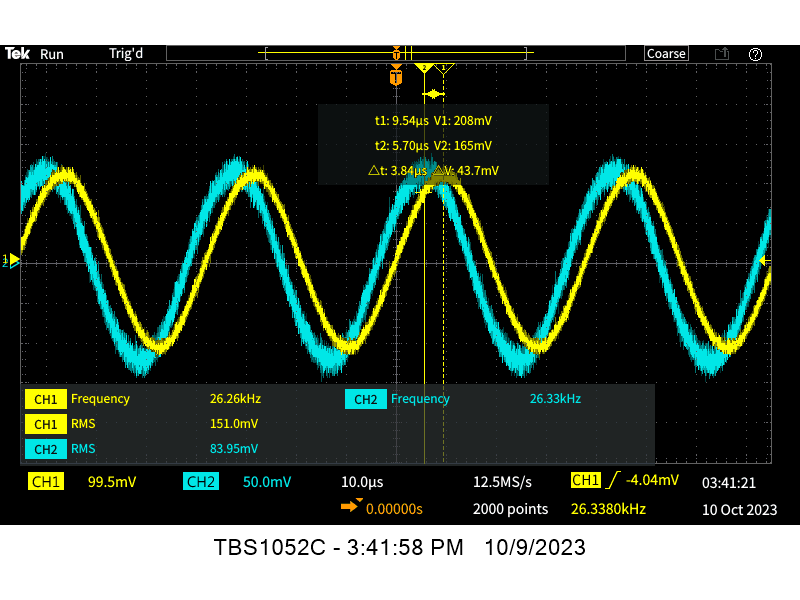 Tek Run Trig'd T Coarse ?
T 2 1
t1: 9.54µs V1: 208mV
t2: 5.70µs V2: 165mV
△t: 3.84µs △V: 43.7mV
1
2
CH1 Frequency 26.26kHz CH2 Frequency 26.33kHz
CH1 RMS 151.0mV
CH2 RMS 83.95mV
CH1 99.5mV CH2 50.0mV 10.0µs 12.5MS/s CH1 -4.04mV 03:41:21
0.00000s 2000 points 26.3380kHz 10 Oct 2023
TBS1052C - 3:41:58 PM 10/9/2023